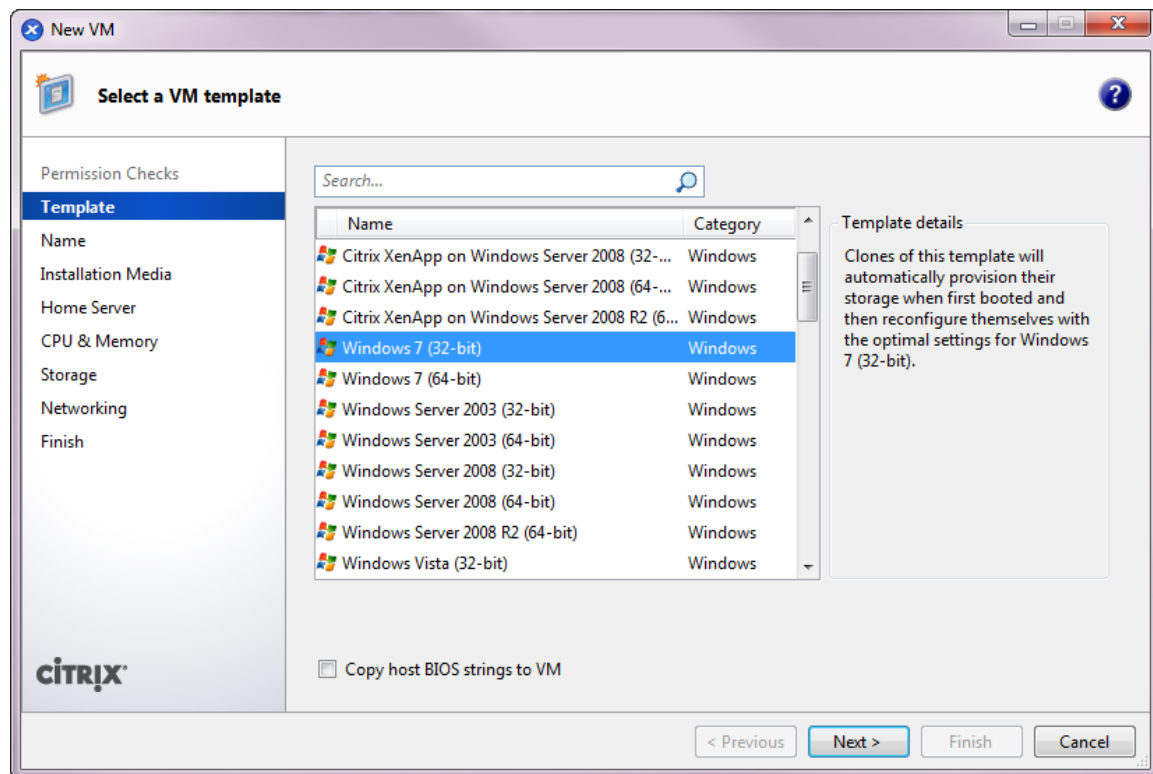 New VM
Select a VM template
?
Permission Checks
Template
Name
Installation Media
Home Server
CPU & Memory
Storage
Networking
Finish
CİTRIX
Search...
Name Category
Citrix XenApp on Windows Server 2008 (32-... Windows
Citrix XenApp on Windows Server 2008 (64-... Windows
Citrix XenApp on Windows Server 2008 R2 (6... Windows
Windows 7 (32-bit) Windows
Windows 7 (64-bit) Windows
Windows Server 2003 (32-bit) Windows
Windows Server 2003 (64-bit) Windows
Windows Server 2008 (32-bit) Windows
Windows Server 2008 (64-bit) Windows
Windows Server 2008 R2 (64-bit) Windows
Windows Vista (32-bit) Windows
Template details
Clones of this template will
automatically provision their
storage when first booted and
then reconfigure themselves with
the optimal settings for Windows
7 (32-bit).
Copy host BIOS strings to VM
< Previous Next > Finish Cancel